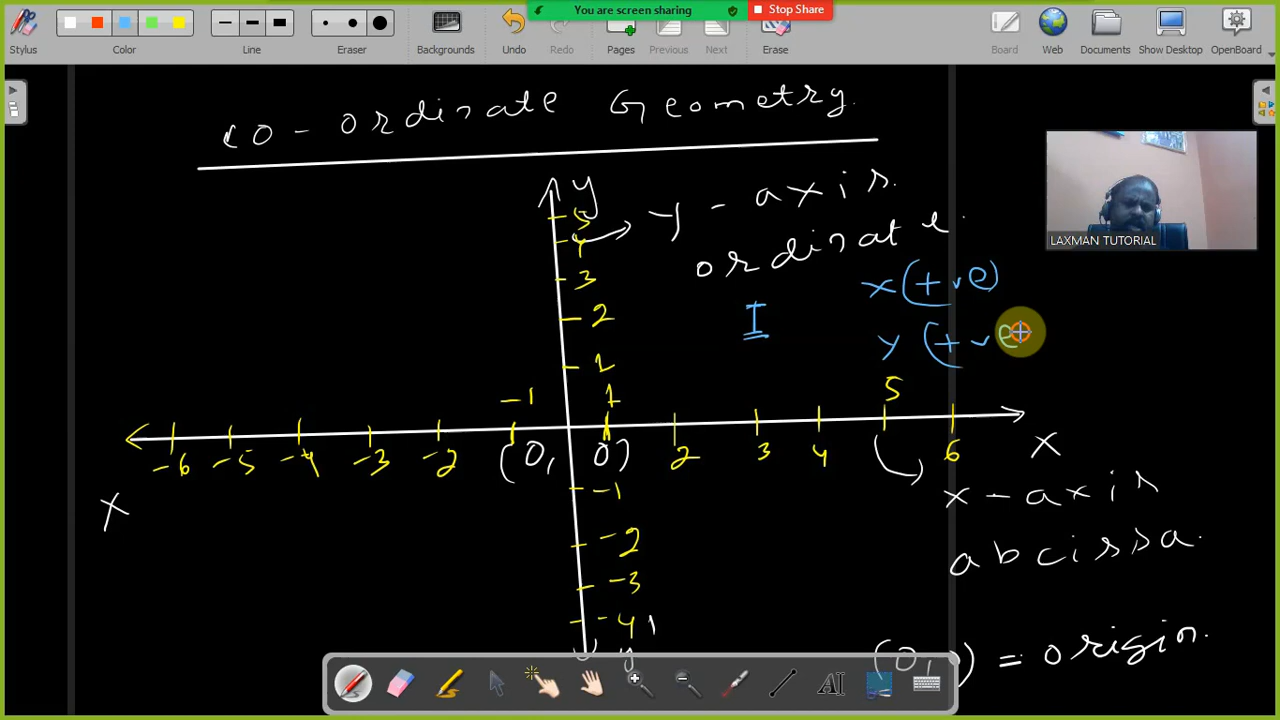 You are screen sharing
Stop Share
Stylus
Color
Line
Eraser
Backgrounds
Undo
Redo
Pages
Previous
Next
Erase
Board
Web
Documents
Show Desktop
OpenBoard
CO - ordinate Geometry.
LAXMAN TUTORIAL
y
y - axis.
ordinate.
5
4
3
2
1
I
x (+ve)
y (+ve
-1
1
5
-6 -5 -4 -3 -2 (0, 0) 2 3 4 6
X
X
x - axis
abcissa.
-1
-2
-3
-4
y
(0, 0) = origin.